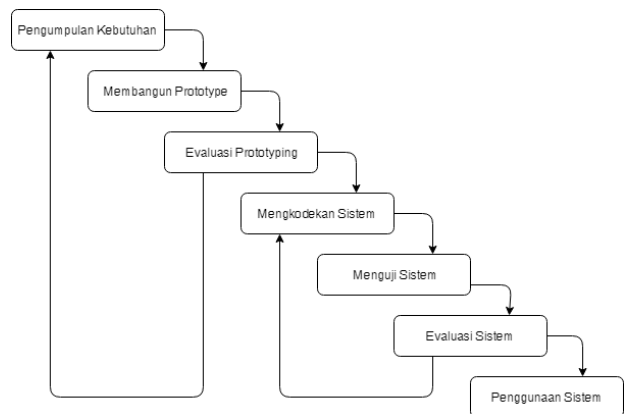 Pengumpulan Kebutuhan
Membangun Prototype
Evaluasi Prototyping
Mengkodekan Sistem
Menguji Sistem
Evaluasi Sistem
Penggunaan Sistem